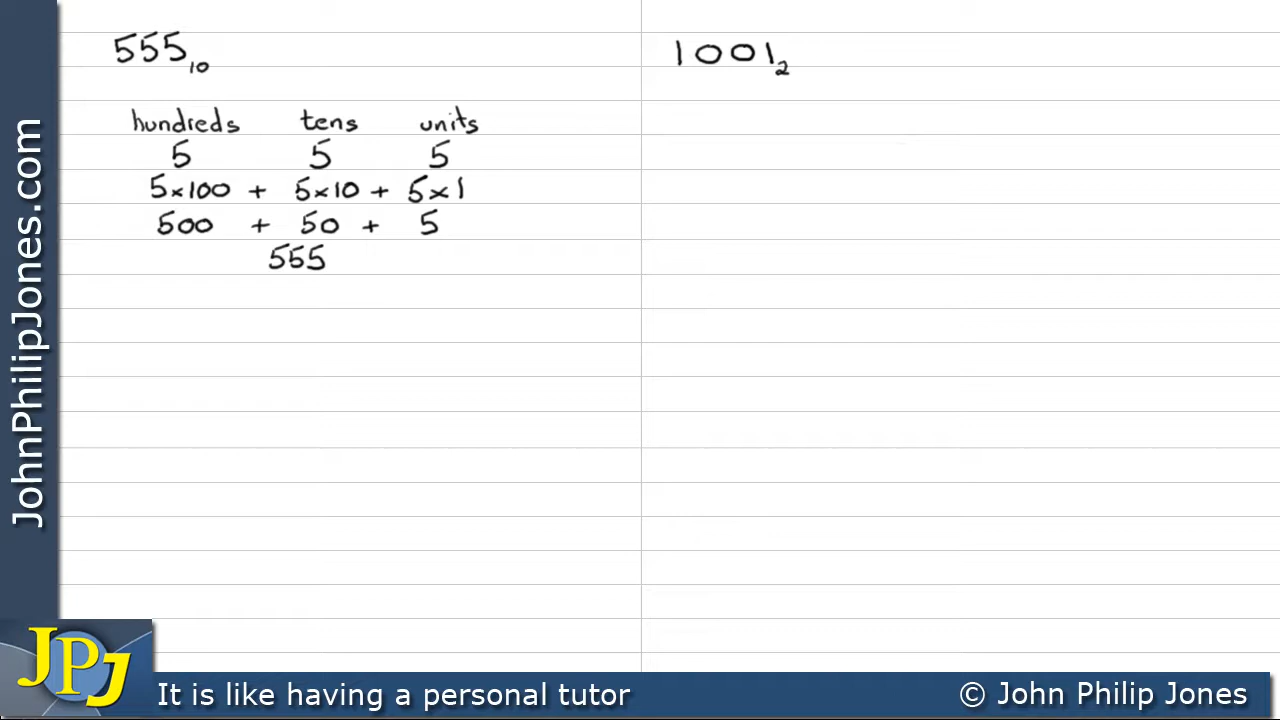 555₁₀
hundreds tens units
5 5 5
5×100 + 5×10 + 5×1
500 + 50 + 5
555
1001₂
JohnPhilipJones.com
JPJ
It is like having a personal tutor
© John Philip Jones